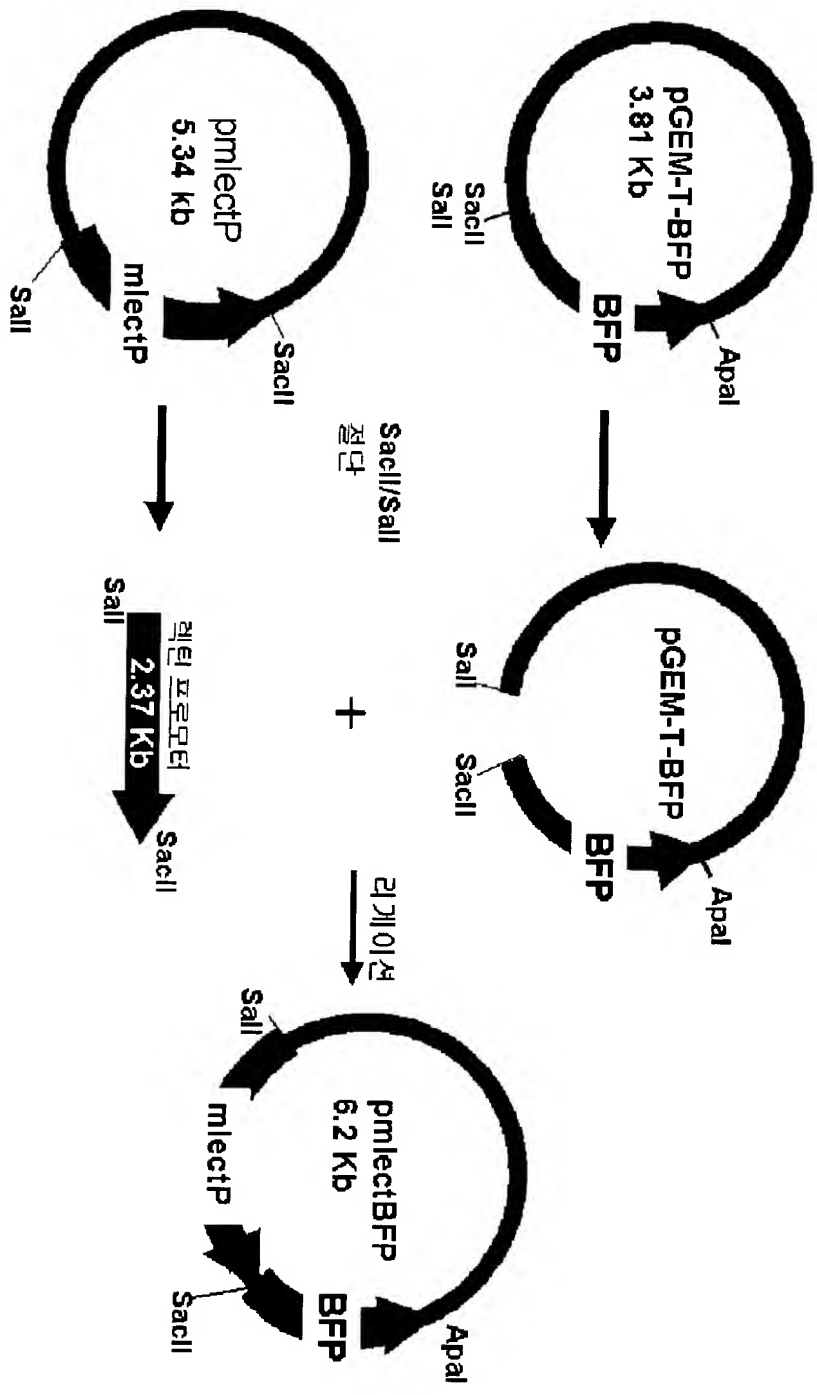 pGEM-T-BFP
3.81 Kb
SacII
SalI
BFP
ApaI
pGEM-T-BFP
SalI
SacII
BFP
ApaI
SacII/SalI
절단
+
리게이션
pmlectP
5.34 kb
SalI
mlectP
SacII
렉틴 프로모터
SalI
2.37 Kb
SacII
pmlectBFP
6.2 Kb
SalI
mlectP
SacII
BFP
ApaI